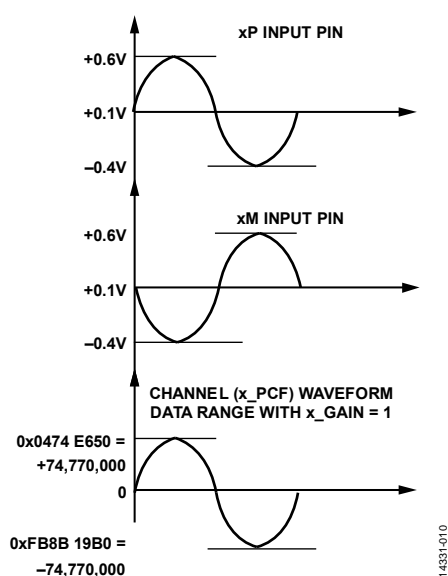 xP INPUT PIN
+0.6V
+0.1V
–0.4V
xM INPUT PIN
+0.6V
+0.1V
–0.4V
CHANNEL (x_PCF) WAVEFORM
DATA RANGE WITH x_GAIN = 1
0x0474 E650 =
+74,770,000
0
0xFB8B 19B0 =
–74,770,000
14331-010